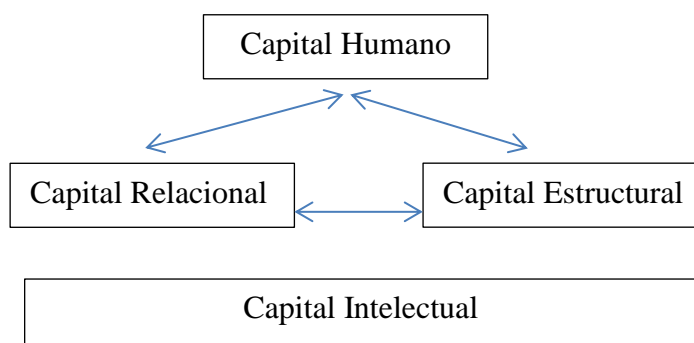 Capital Humano
Capital Relacional
Capital Estructural
Capital Intelectual